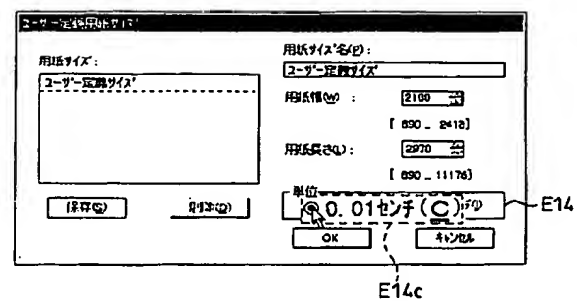 ユーザー定義用紙サイズ
用紙サイズ:
ユーザー定義サイズ
用紙サイズ名(P):
ユーザー定義サイズ
用紙幅(W) : 2100
[ 890 _ 2413]
用紙長さ(L): 2970
[ 890 _ 11176]
単位
0. 01センチ(C)
保存(S) 削除(D)
OK キャンセル
E14
E14c